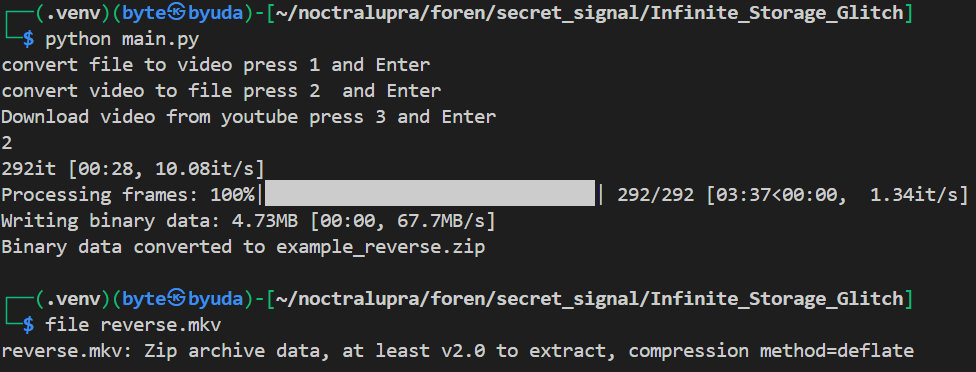 ┌──(.venv)(byte㉿byuda)-[~/noctralupra/foren/secret_signal/Infinite_Storage_Glitch]
└─$ python main.py
convert file to video press 1 and Enter
convert video to file press 2  and Enter
Download video from youtube press 3 and Enter
2
292it [00:28, 10.08it/s]
Processing frames: 100%|██████████████████████████████| 292/292 [03:37<00:00,  1.34it/s]
Writing binary data: 4.73MB [00:00, 67.7MB/s]
Binary data converted to example_reverse.zip
┌──(.venv)(byte㉿byuda)-[~/noctralupra/foren/secret_signal/Infinite_Storage_Glitch]
└─$ file reverse.mkv
reverse.mkv: Zip archive data, at least v2.0 to extract, compression method=deflate